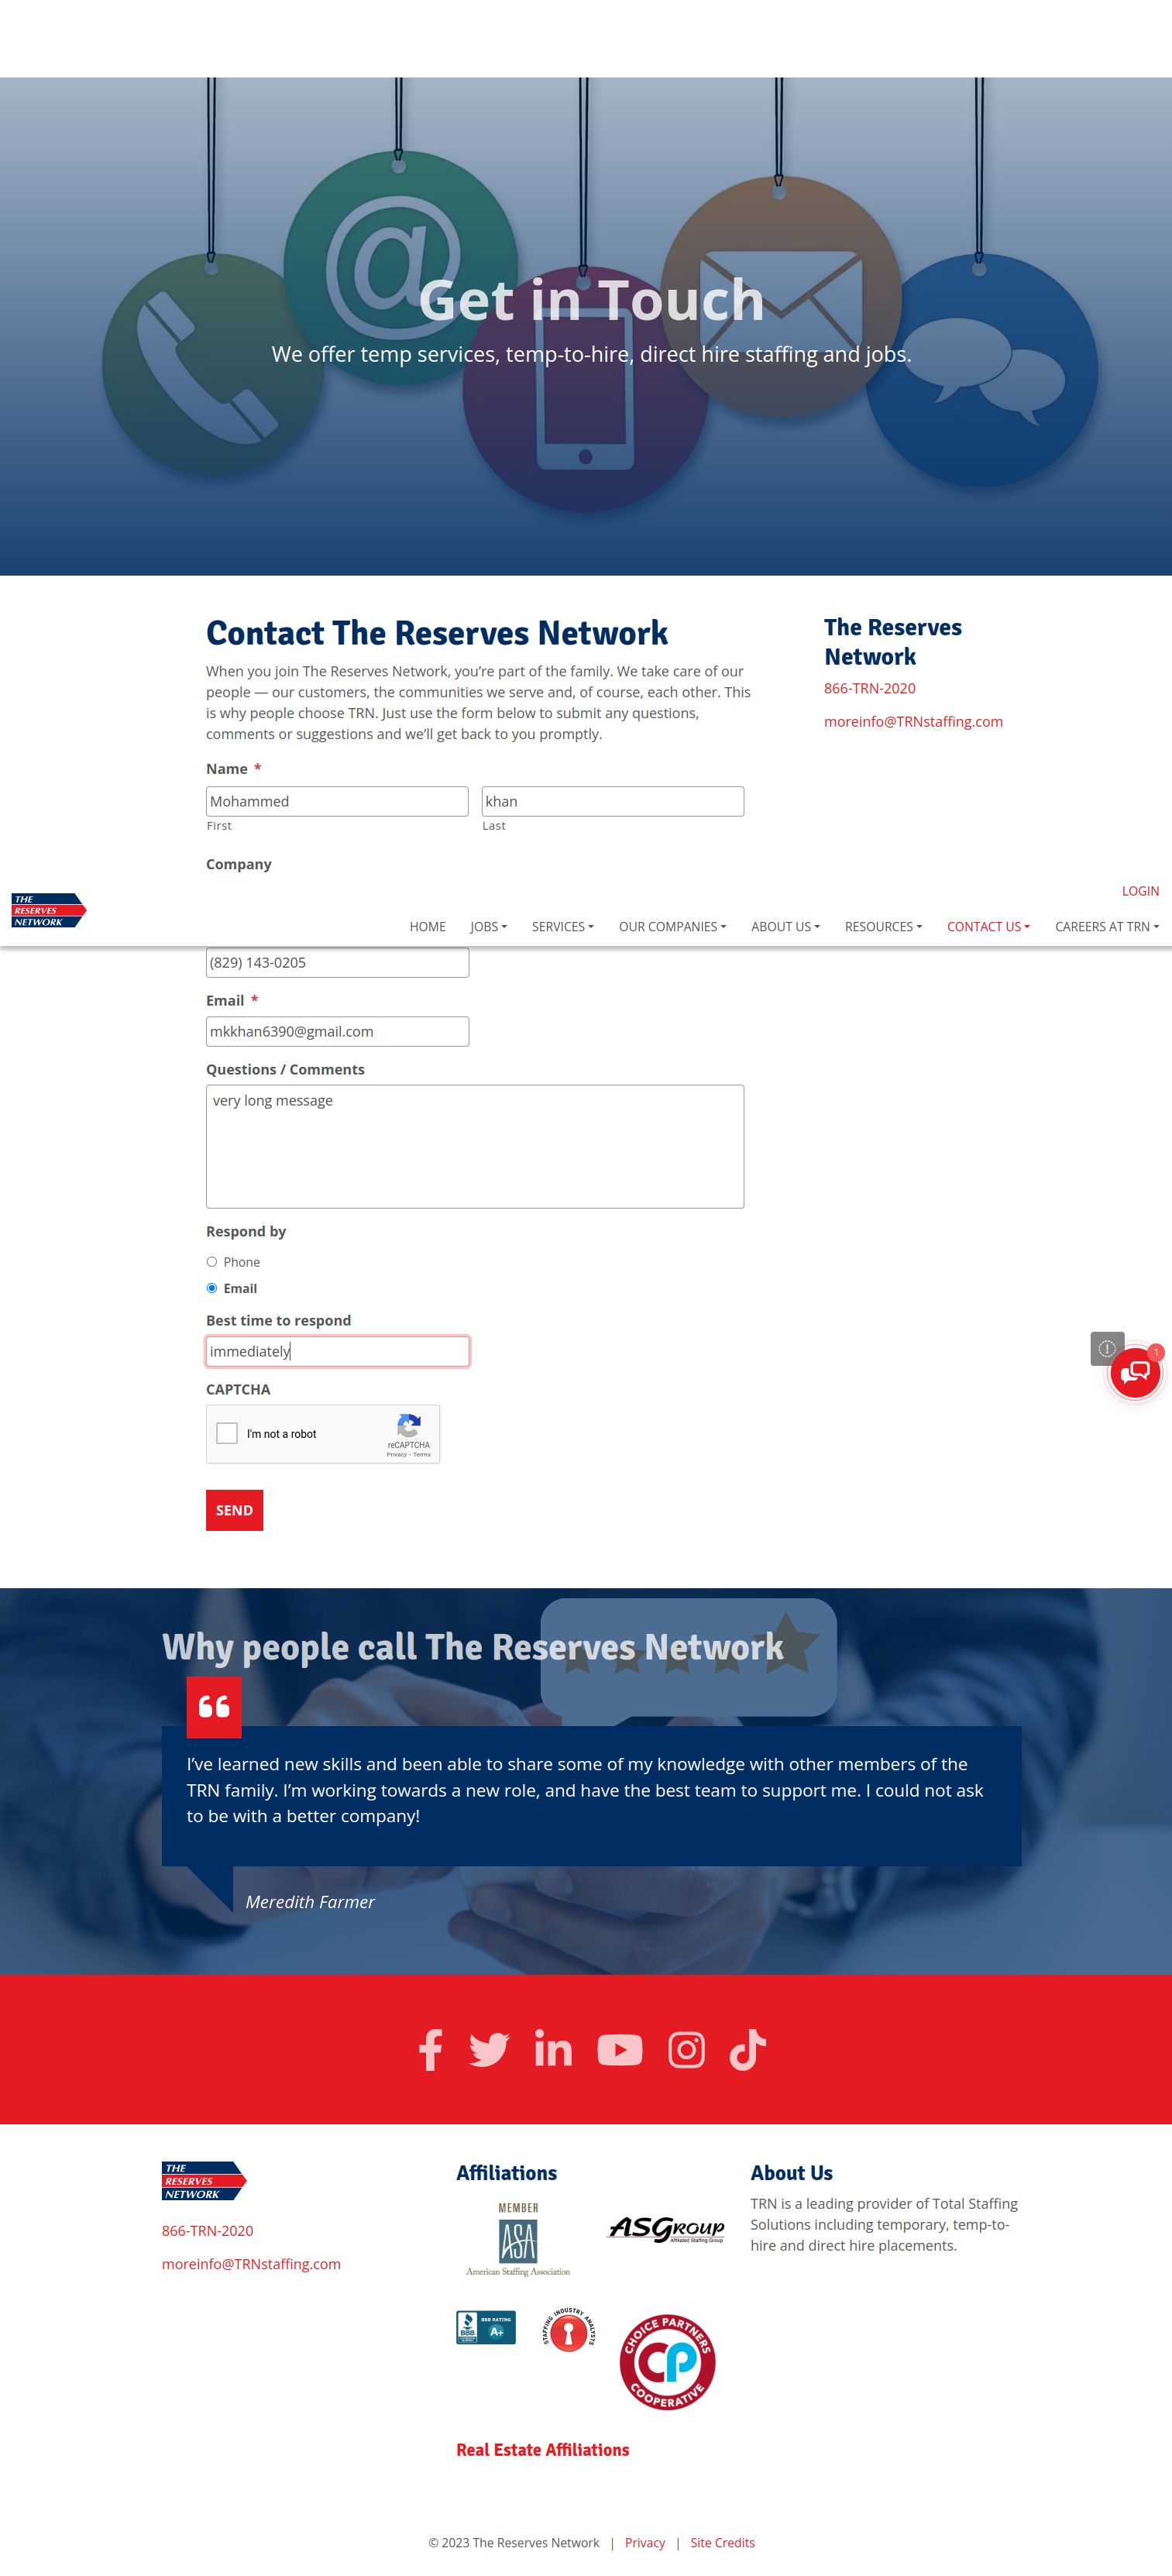 Get in Touch
We offer temp services, temp-to-hire, direct hire staffing and jobs.
Contact The Reserves Network
When you join The Reserves Network, you’re part of the family. We take care of our
people — our customers, the communities we serve and, of course, each other. This
is why people choose TRN. Just use the form below to submit any questions,
comments or suggestions and we’ll get back to you promptly.
The Reserves
Network
866-TRN-2020
moreinfo@TRNstaffing.com
Name *
Mohammed
khan
First
Last
Company
THE
RESERVES
NETWORK
LOGIN
HOME JOBS SERVICES OUR COMPANIES ABOUT US RESOURCES CONTACT US CAREERS AT TRN
(829) 143-0205
Email *
mkkhan6390@gmail.com
Questions / Comments
very long message
Respond by
Phone
Email
Best time to respond
immediately
1
CAPTCHA
I'm not a robot
reCAPTCHA
Privacy - Terms
SEND
Why people call The Reserves Network
I’ve learned new skills and been able to share some of my knowledge with other members of the
TRN family. I’m working towards a new role, and have the best team to support me. I could not ask
to be with a better company!
Meredith Farmer
THE
RESERVES
NETWORK
866-TRN-2020
moreinfo@TRNstaffing.com
Affiliations
MEMBER
ASA
American Staffing Association
ASGROUP
Affiliated Staffing Group
BBB
BBB RATING
A+
STAFFING INDUSTRY ANALYSTS
CHOICE PARTNERS
CP
COOPERATIVE
Real Estate Affiliations
About Us
TRN is a leading provider of Total Staffing
Solutions including temporary, temp-to-
hire and direct hire placements.
© 2023 The Reserves Network | Privacy | Site Credits